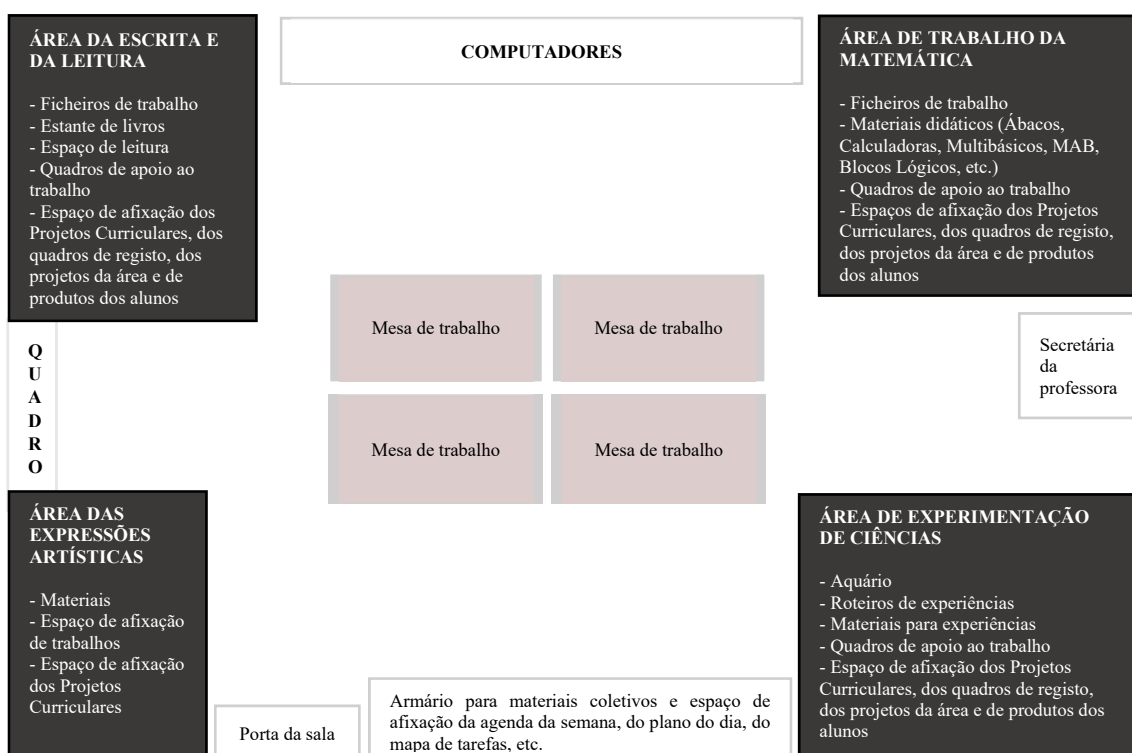 ÁREA DA ESCRITA E
DA LEITURA
- Ficheiros de trabalho
- Estante de livros
- Espaço de leitura
- Quadros de apoio ao
trabalho
- Espaço de afixação dos
Projetos Curriculares, dos
quadros de registo, dos
projetos da área e de
produtos dos alunos
COMPUTADORES
ÁREA DE TRABALHO DA
MATEMÁTICA
- Ficheiros de trabalho
- Materiais didáticos (Ábacos,
Calculadoras, Multibásicos, MAB,
Blocos Lógicos, etc.)
- Quadros de apoio ao trabalho
- Espaços de afixação dos Projetos
Curriculares, dos quadros de registo,
dos projetos da área e de produtos
dos alunos
Q
U
A
D
R
O
Mesa de trabalho
Mesa de trabalho
Mesa de trabalho
Mesa de trabalho
Secretária
da
professora
ÁREA DAS
EXPRESSÕES
ARTÍSTICAS
- Materiais
- Espaço de afixação
de trabalhos
- Espaço de afixação
dos Projetos
Curriculares
Porta da sala
Armário para materiais coletivos e espaço de
afixação da agenda da semana, do plano do dia, do
mapa de tarefas, etc.
ÁREA DE EXPERIMENTAÇÃO
DE CIÊNCIAS
- Aquário
- Roteiros de experiências
- Materiais para experiências
- Quadros de apoio ao trabalho
- Espaço de afixação dos Projetos
Curriculares, dos quadros de registo,
dos projetos da área e de produtos dos
alunos